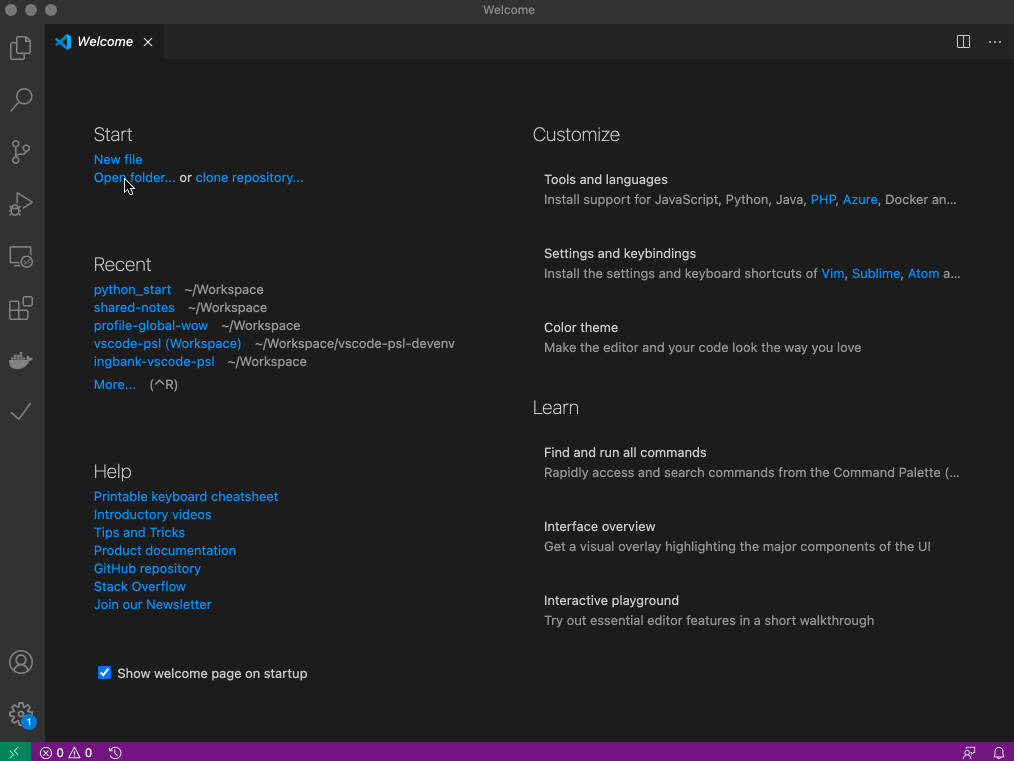 Welcome
Welcome
Start
New file
Open folder... or clone repository...
Recent
python_start ~/Workspace
shared-notes ~/Workspace
profile-global-wow ~/Workspace
vscode-psl (Workspace) ~/Workspace/vscode-psl-devenv
ingbank-vscode-psl ~/Workspace
More... (^R)
Help
Printable keyboard cheatsheet
Introductory videos
Tips and Tricks
Product documentation
GitHub repository
Stack Overflow
Join our Newsletter
Show welcome page on startup
Customize
Tools and languages
Install support for JavaScript, Python, Java, PHP, Azure, Docker an...
Settings and keybindings
Install the settings and keyboard shortcuts of Vim, Sublime, Atom a...
Color theme
Make the editor and your code look the way you love
Learn
Find and run all commands
Rapidly access and search commands from the Command Palette (...
Interface overview
Get a visual overlay highlighting the major components of the UI
Interactive playground
Try out essential editor features in a short walkthrough
1
0 0